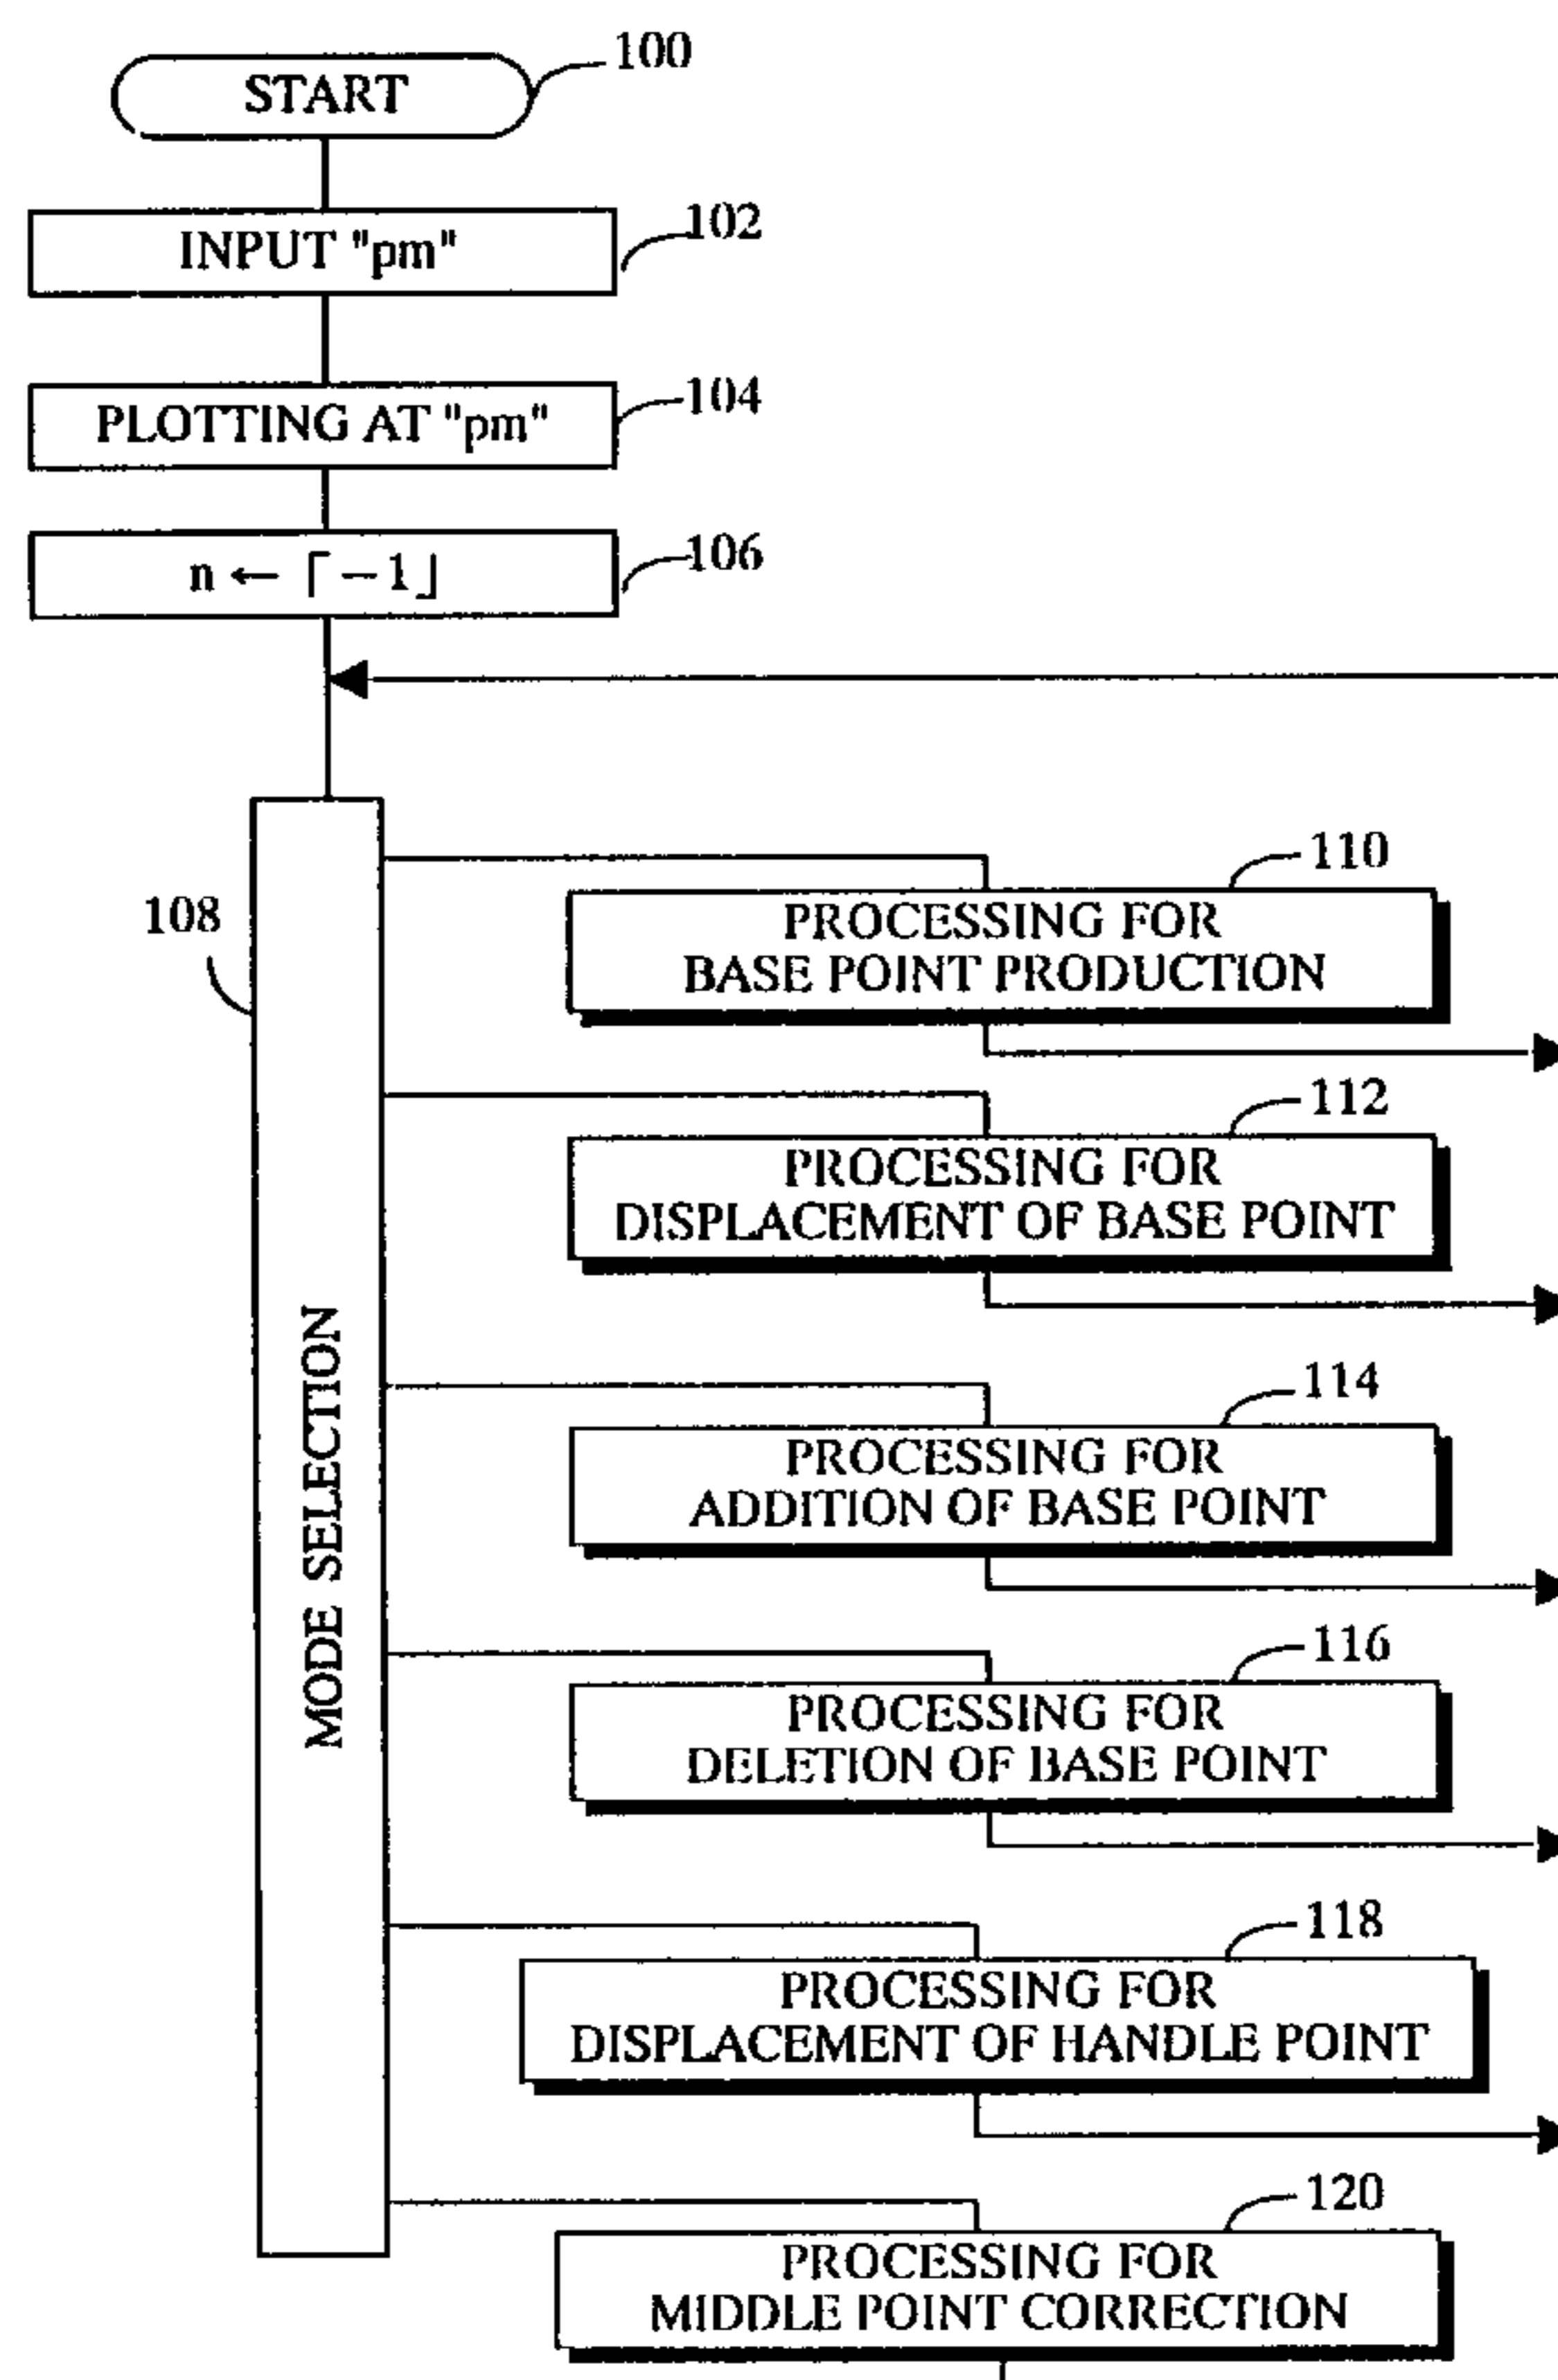 START
100
INPUT "pm"
102
PLOTTING AT "pm"
104
n ← ⌈−1⌋
106
108
MODE SELECTION
110
PROCESSING FOR
BASE POINT PRODUCTION
112
PROCESSING FOR
DISPLACEMENT OF BASE POINT
114
PROCESSING FOR
ADDITION OF BASE POINT
116
PROCESSING FOR
DELETION OF BASE POINT
118
PROCESSING FOR
DISPLACEMENT OF HANDLE POINT
120
PROCESSING FOR
MIDDLE POINT CORRECTION